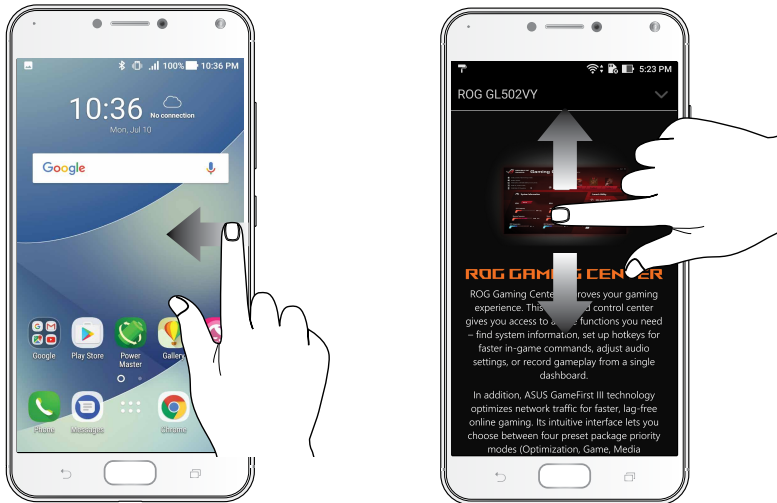 100% 10:36 PM
10:36
No connection
Mon, Jul 10
Google
Google
Play Store
Power
Master
Gallery
Phone
Messages
Chrome
5:23 PM
ROG GL502VY
Gaming
ROG GAM
CEN
ER
ROG Gaming Cente
roves your gaming
experience. This
d control center
gives you access to a
e functions you need
– find system information, set up hotkeys for
faster in-game commands, adjust audio
settings, or record gameplay from a single
dashboard.
In addition, ASUS GameFirst III technology
optimizes network traffic for faster, lag-free
online gaming. Its intuitive interface lets you
choose between four preset package priority
modes (Optimization, Game, Media